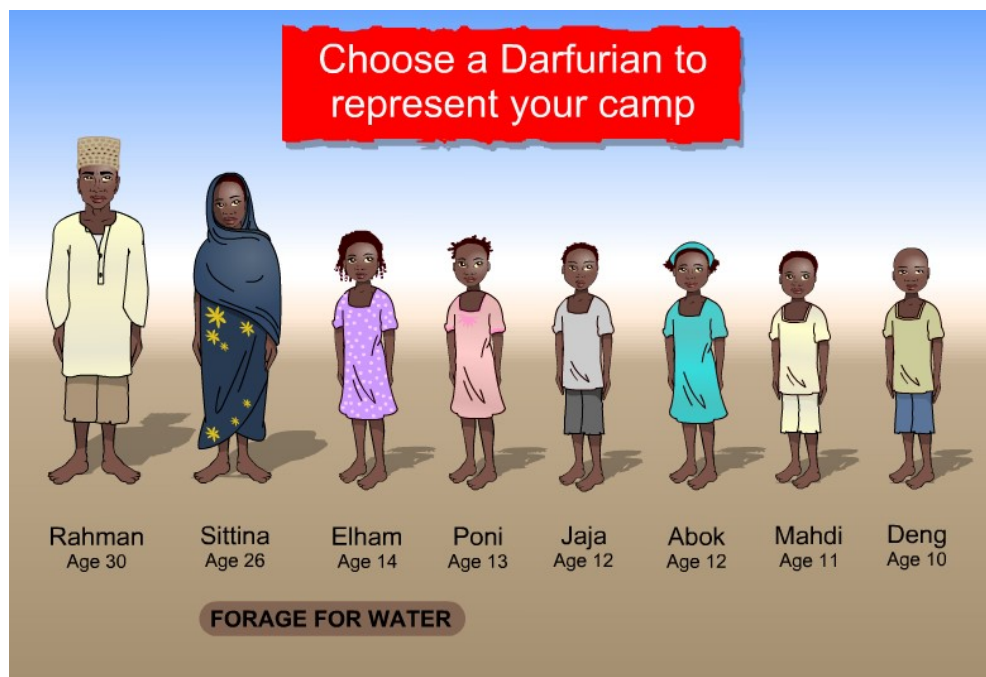 Choose a Darfurian to
represent your camp
Rahman Sittina Elham Poni Jaja Abok Mahdi Deng
Age 30 Age 26 Age 14 Age 13 Age 12 Age 12 Age 11 Age 10
FORAGE FOR WATER